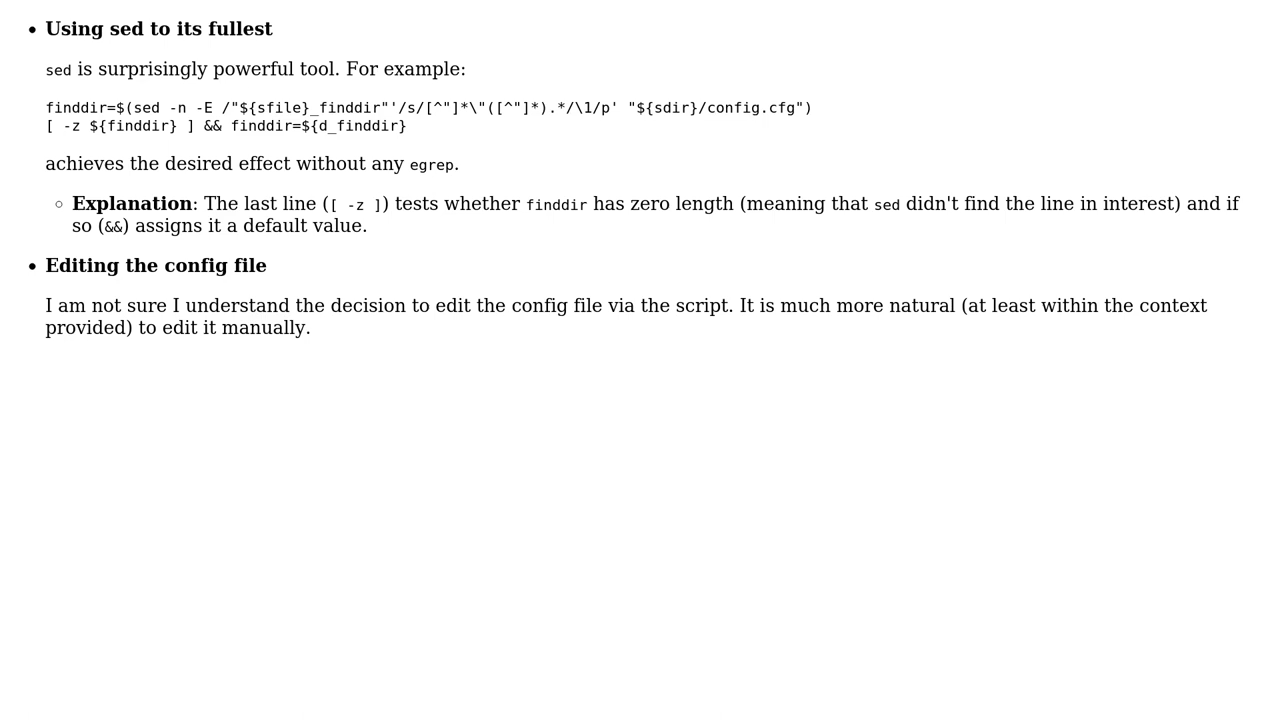 • Using sed to its fullest
sed is surprisingly powerful tool. For example:
finddir=$(sed -n -E /"${sfile}_finddir"'/s/[^"]*\"([^"]*).*/\1/p' "${sdir}/config.cfg")
[ -z ${finddir} ] && finddir=${d_finddir}
achieves the desired effect without any egrep.
◦ Explanation: The last line ([ -z ]) tests whether finddir has zero length (meaning that sed didn't find the line in interest) and if
so (&&) assigns it a default value.
• Editing the config file
I am not sure I understand the decision to edit the config file via the script. It is much more natural (at least within the context
provided) to edit it manually.